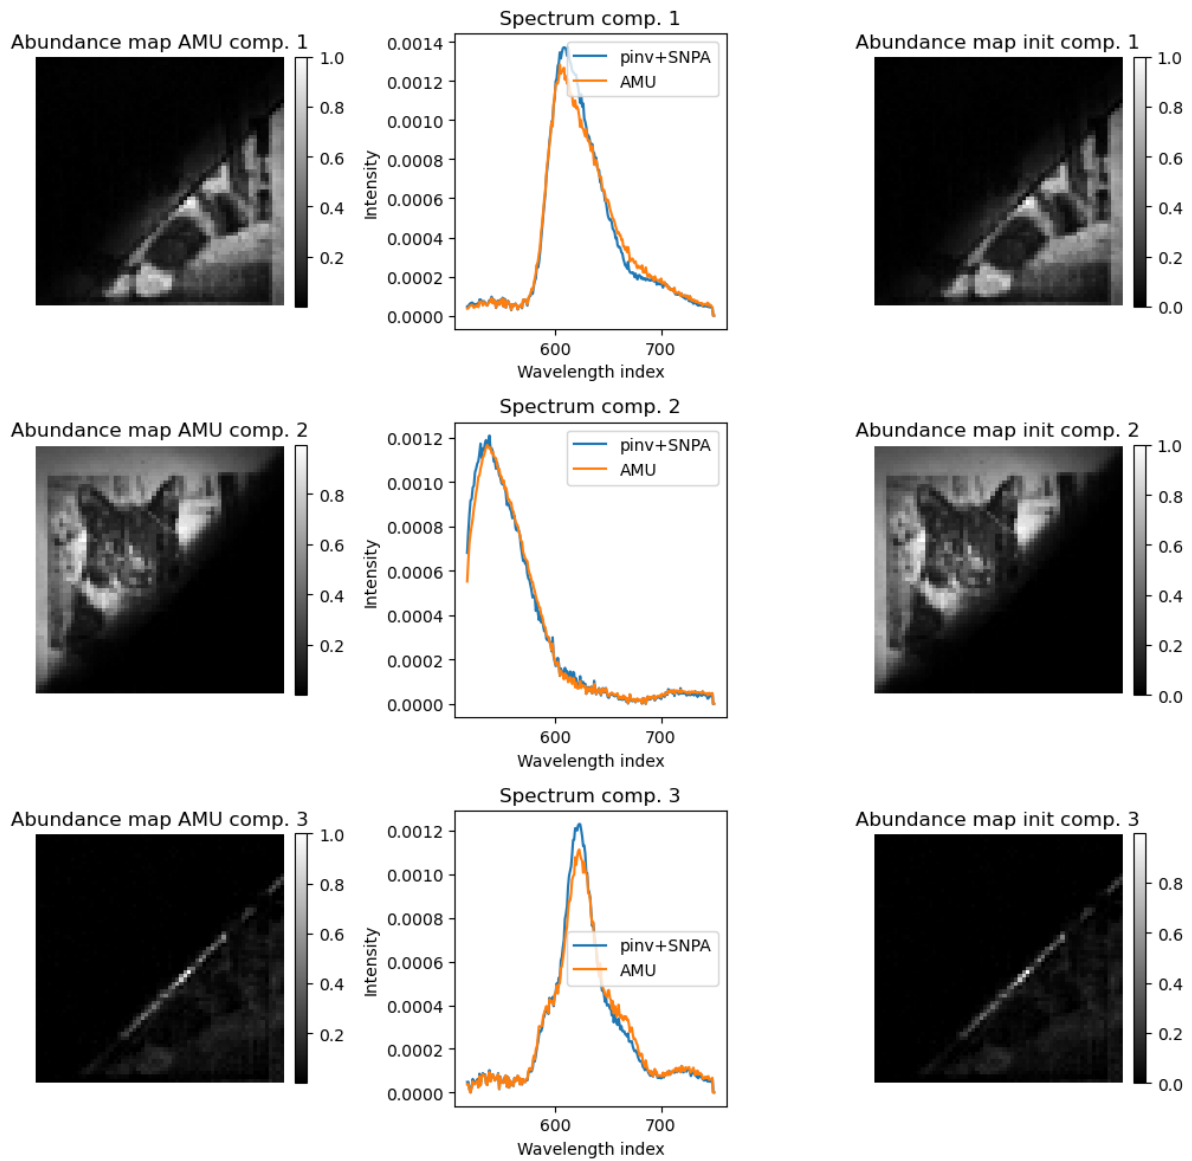 Abundance map AMU comp. 1
1.0
0.8
0.6
0.4
0.2
Spectrum comp. 1
Intensity
0.0014
0.0012
0.0010
0.0008
0.0006
0.0004
0.0002
0.0000
pinv+SNPA
AMU
600 700
Wavelength index
Abundance map init comp. 1
1.0
0.8
0.6
0.4
0.2
0.0
Abundance map AMU comp. 2
0.8
0.6
0.4
0.2
Spectrum comp. 2
Intensity
0.0012
0.0010
0.0008
0.0006
0.0004
0.0002
0.0000
pinv+SNPA
AMU
600 700
Wavelength index
Abundance map init comp. 2
1.0
0.8
0.6
0.4
0.2
0.0
Abundance map AMU comp. 3
1.0
0.8
0.6
0.4
0.2
Spectrum comp. 3
Intensity
0.0012
0.0010
0.0008
0.0006
0.0004
0.0002
0.0000
pinv+SNPA
AMU
600 700
Wavelength index
Abundance map init comp. 3
0.8
0.6
0.4
0.2
0.0